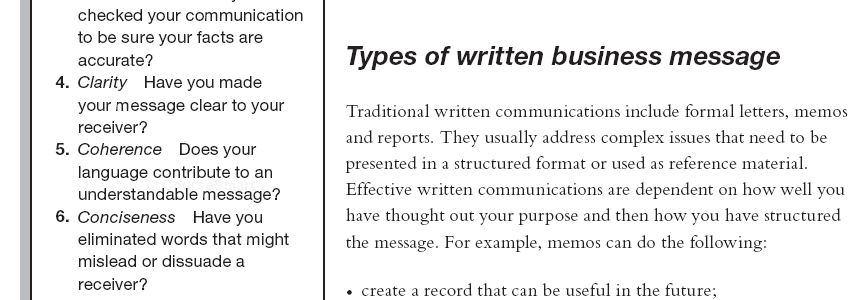 checked your communication
to be sure your facts are
accurate?
4. Clarity Have you made
your message clear to your
receiver?
5. Coherence Does your
language contribute to an
understandable message?
6. Conciseness Have you
eliminated words that might
mislead or dissuade a
receiver?
Types of written business message
Traditional written communications include formal letters, memos
and reports. They usually address complex issues that need to be
presented in a structured format or used as reference material.
Effective written communications are dependent on how well you
have thought out your purpose and then how you have structured
the message. For example, memos can do the following:
• create a record that can be useful in the future;